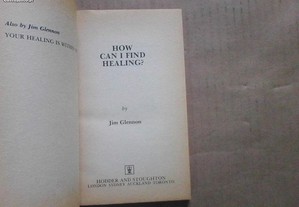 Also by Jim Glennon
YOUR HEALING IS WITHIN
HOW
CAN I FIND
HEALING?
by
Jim Glennon
HODDER AND STOUGHTON
LONDON SYDNEY AUCKLAND TORONTO